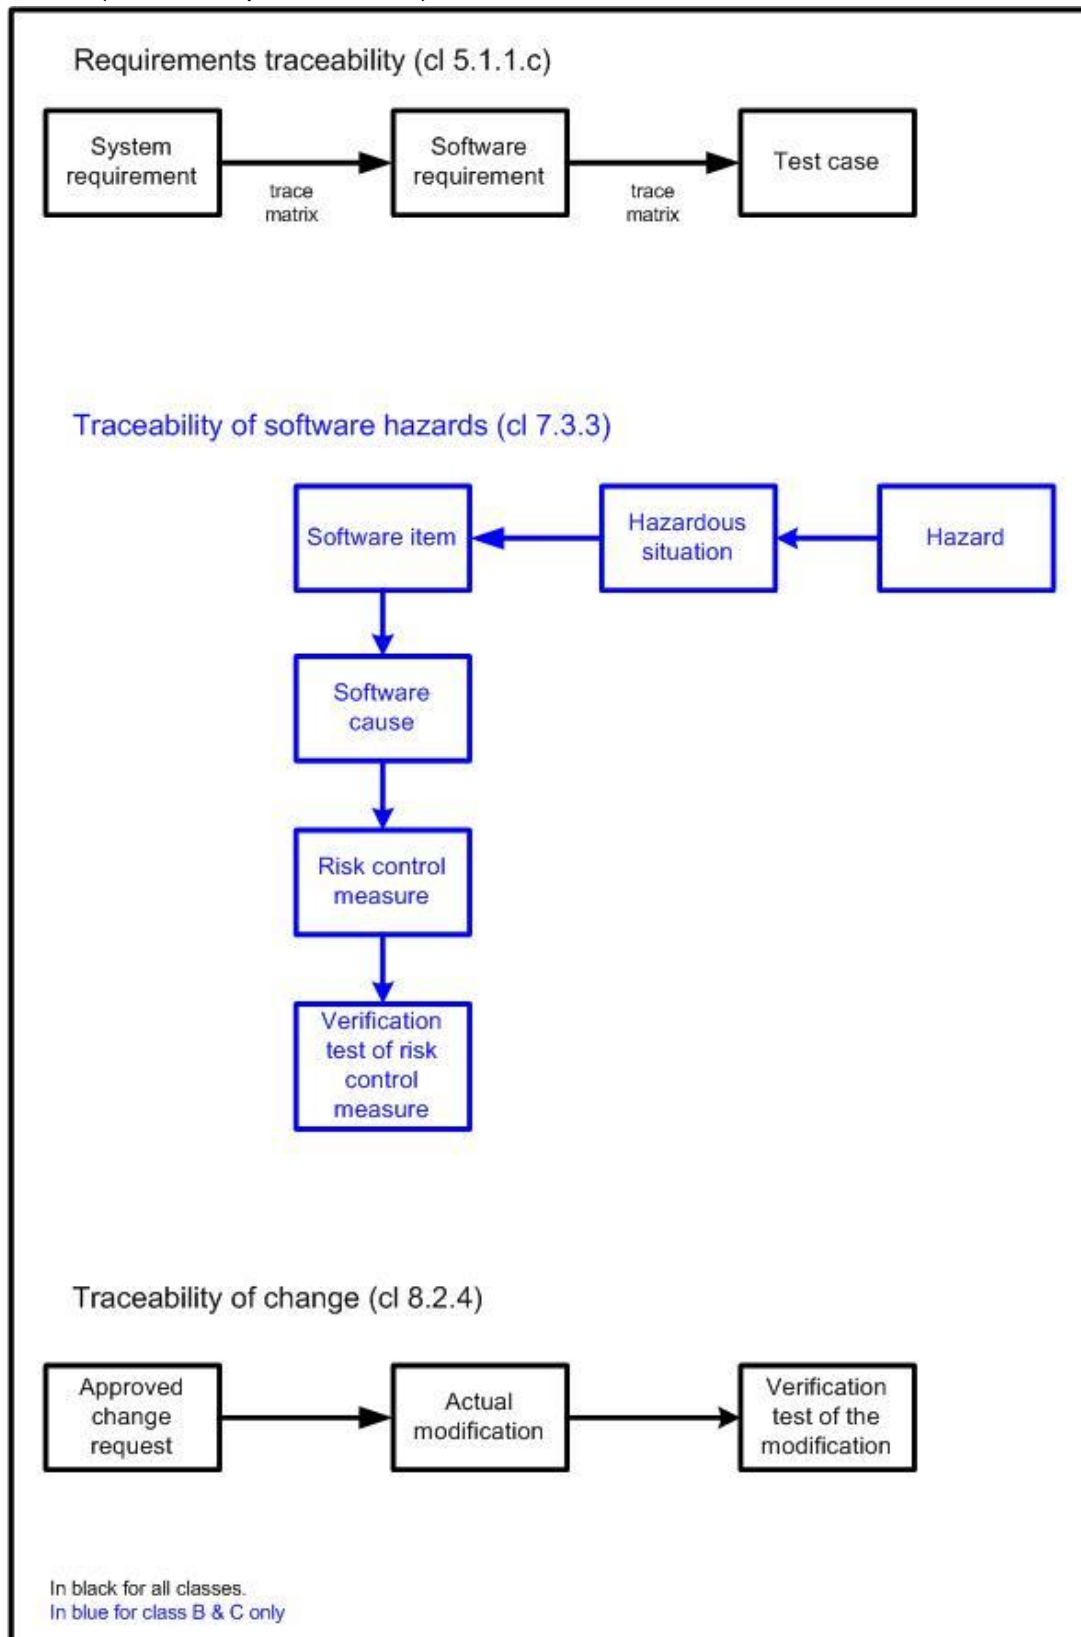 Requirements traceability (cl 5.1.1.c)
System
requirement
trace
matrix
Software
requirement
trace
matrix
Test case
Traceability of software hazards (cl 7.3.3)
Software item
Hazardous
situation
Hazard
Software
cause
Risk control
measure
Verification
test of risk
control
measure
Traceability of change (cl 8.2.4)
Approved
change
request
Actual
modification
Verification
test of the
modification
In black for all classes.
In blue for class B & C only